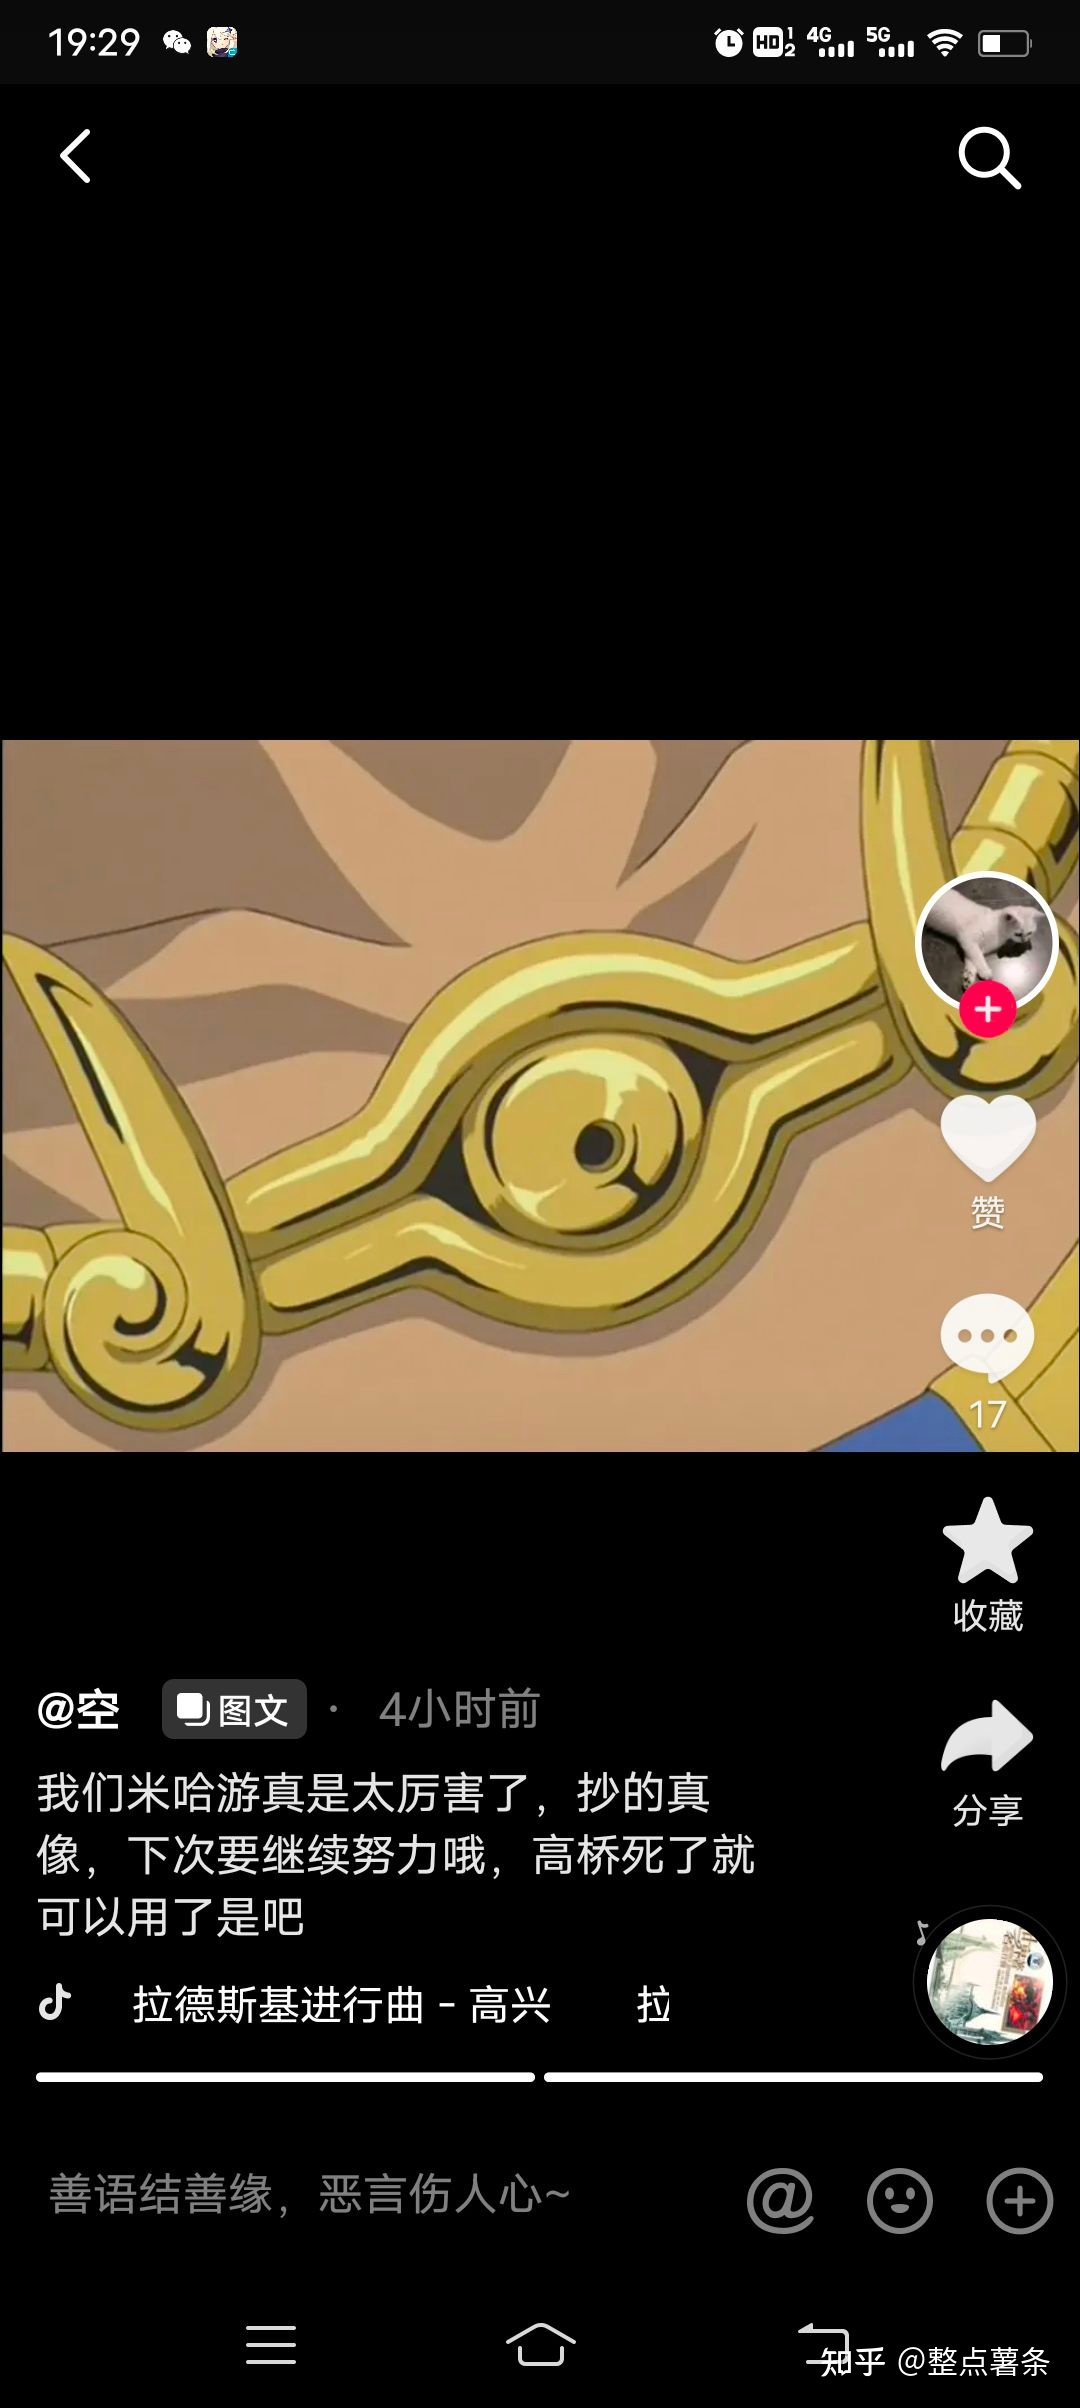 19:29
HD 1 2 4G 5G
赞
17
收藏
@空 图文 · 4小时前
分享
我们米哈游真是太厉害了，抄的真
像，下次要继续努力哦，高桥死了就
可以用了是吧
拉德斯基进行曲 - 高兴 拉
善语结善缘，恶言伤人心~
知乎 @整点薯条